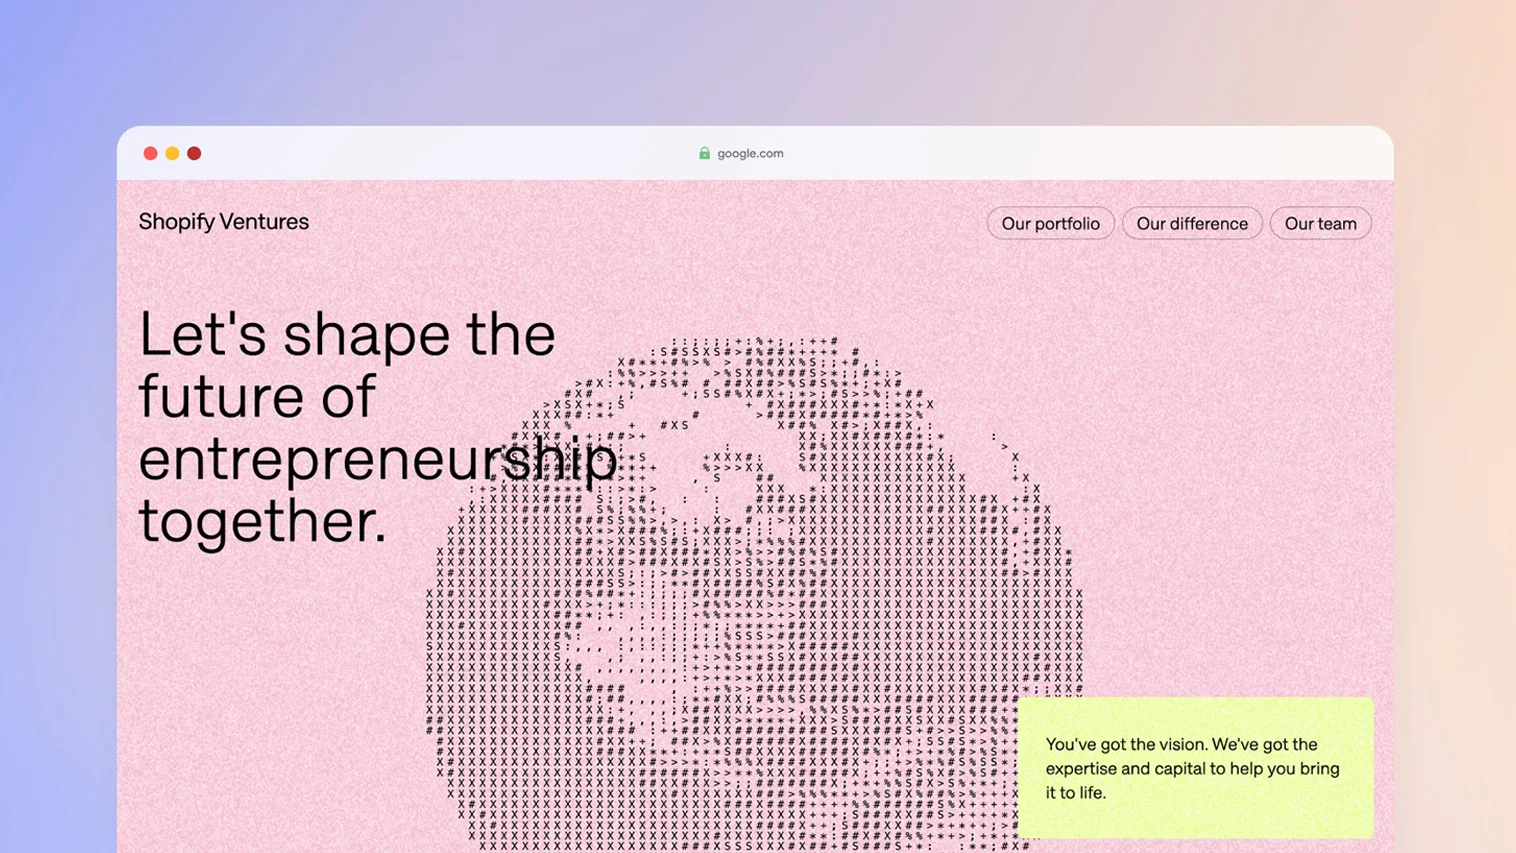 google.com
Shopify Ventures
Our portfolio
Our difference
Our team
Let's shape the
future of
entrepreneurship
together.
You've got the vision. We've got the
expertise and capital to help you bring
it to life.